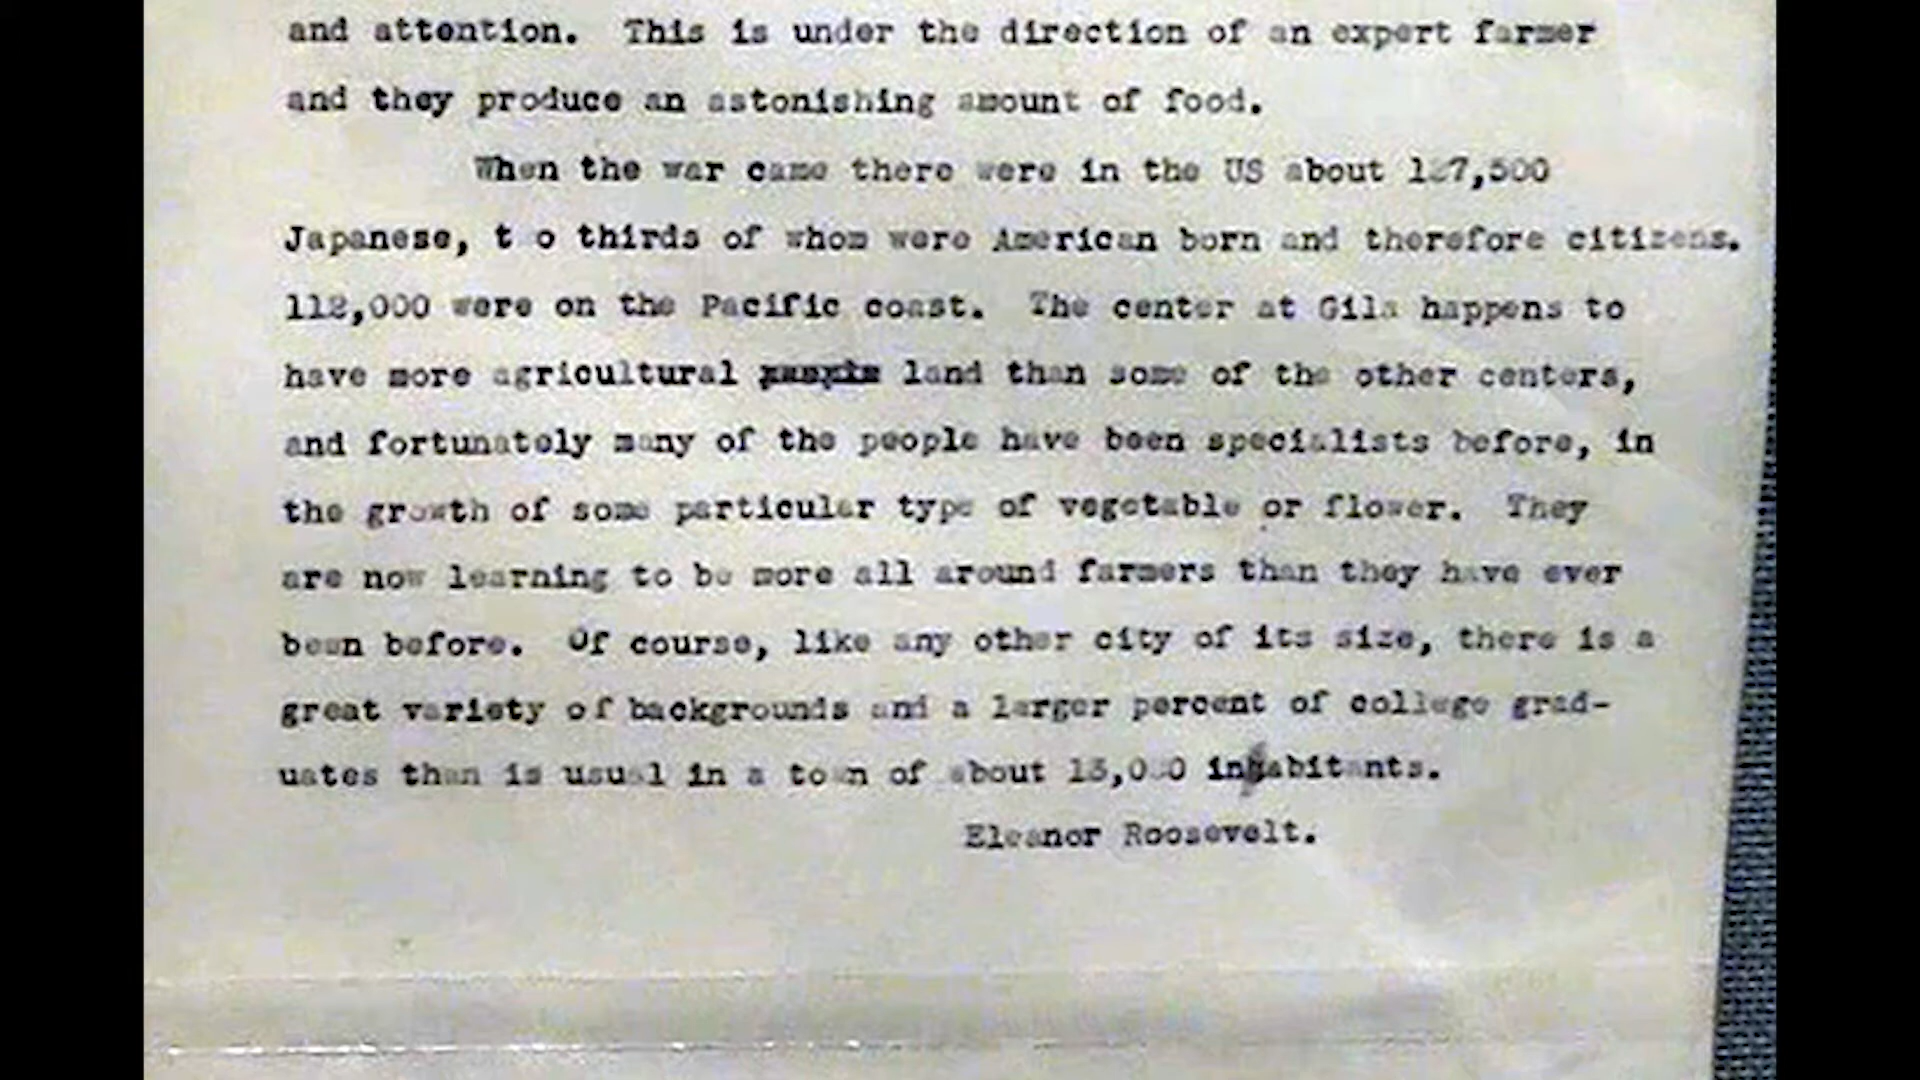 and attention. This is under the direction of an expert farmer
and they produce an astonishing amount of food.
When the war came there were in the US about 127,500
Japanese, t o thirds of whom were American born and therefore citizens.
112,000 were on the Pacific coast. The center at Gila happens to
have more agricultural land than some of the other centers,
and fortunately many of the people have been specialists before, in
the growth of some particular type of vegetable or flower. They
are now learning to be more all around farmers than they have ever
been before. Of course, like any other city of its size, there is a
great variety of backgrounds and a larger percent of college grad-
uates than is usual in a town of about 13,000 inhabitants.
Eleanor Roosevelt.